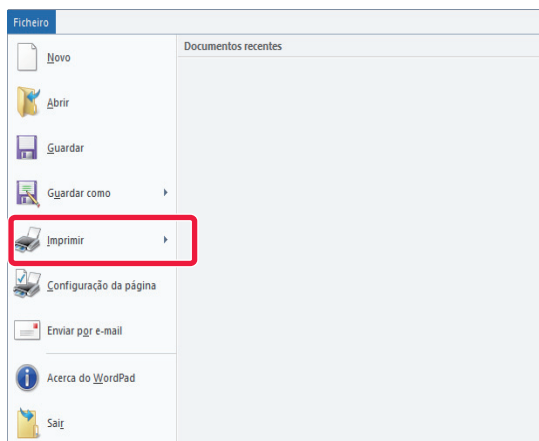 Ficheiro
Documentos recentes
Novo
Abrir
Guardar
Guardar como
Imprimir
Configuração da página
Enviar por e-mail
Acerca do WordPad
Sair